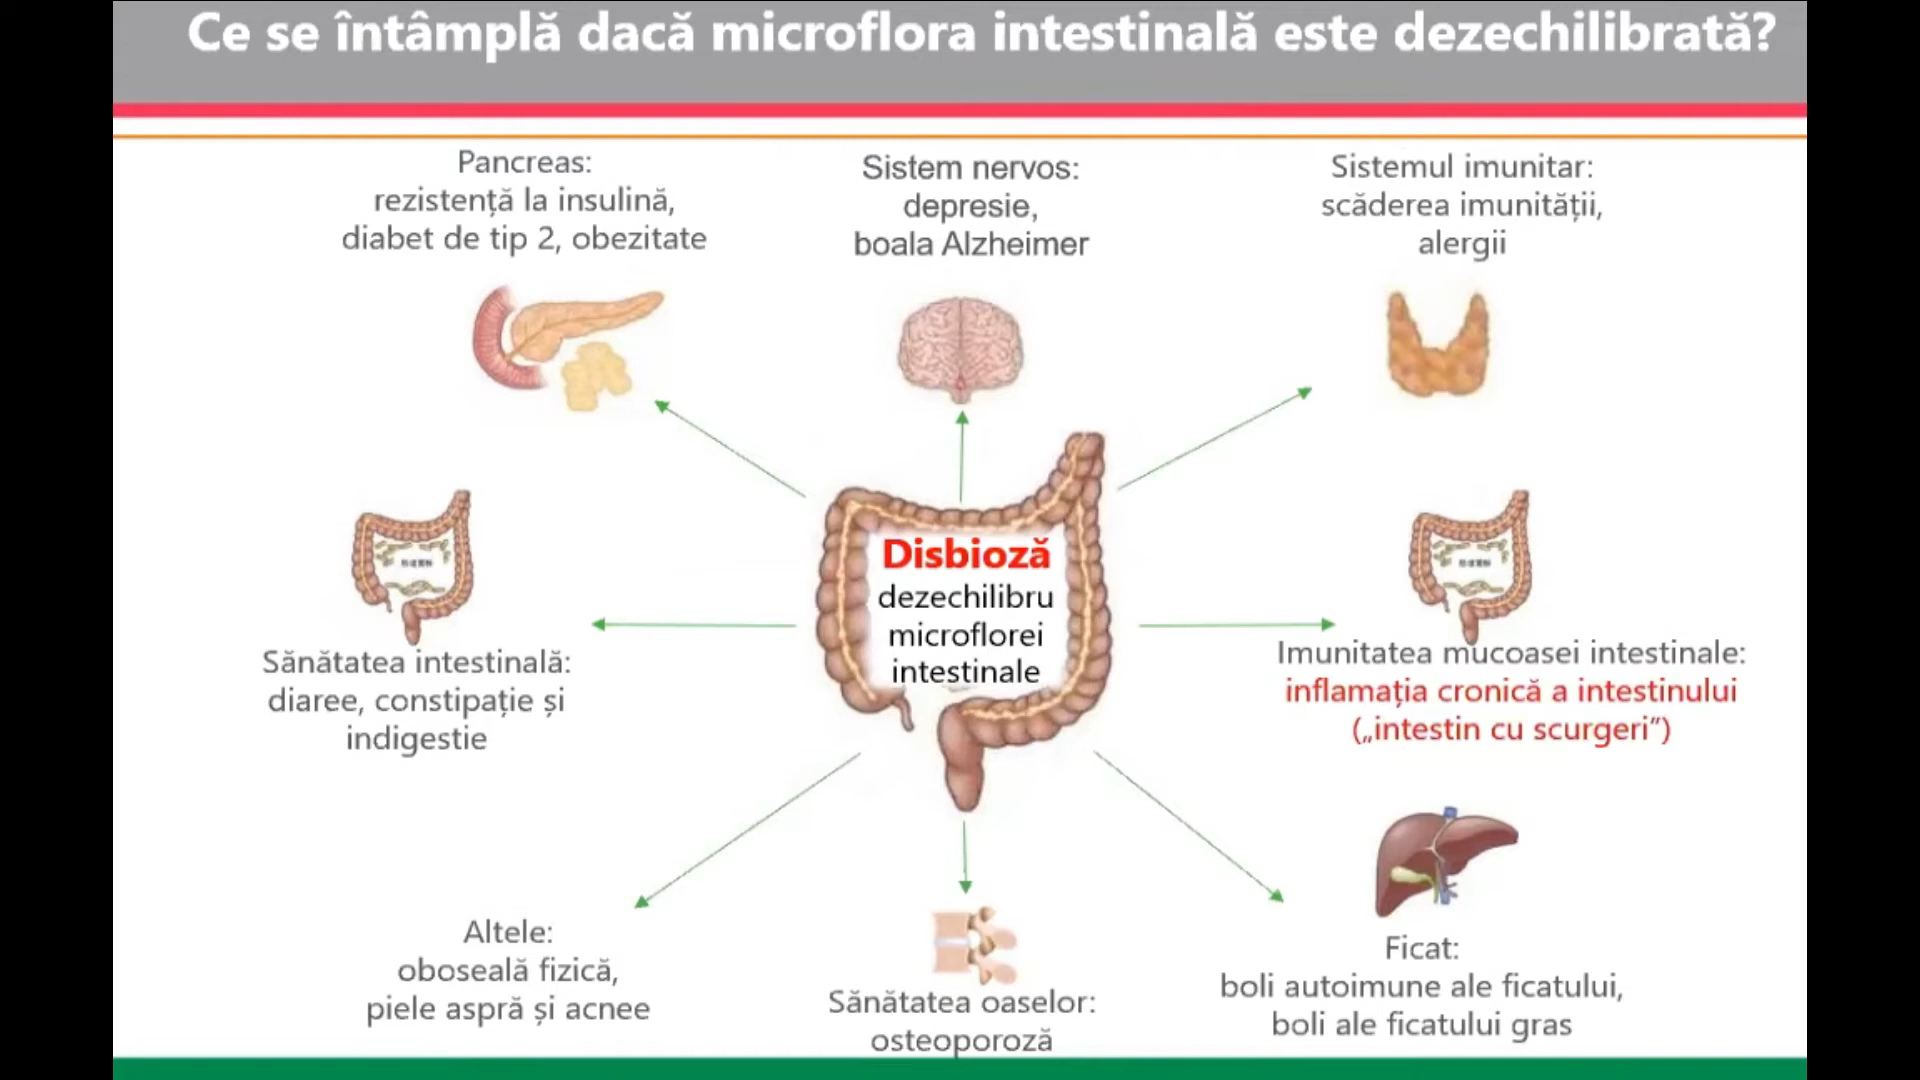 Ce se întâmplă dacă microflora intestinală este dezechilibrată?
Pancreas:
rezistență la insulină,
diabet de tip 2, obezitate
Sistem nervos:
depresie,
boala Alzheimer
Sistemul imunitar:
scăderea imunității,
alergii
Disbioză
dezechilibru
microflorei
intestinale
Sănătatea intestinală:
diaree, constipație și
indigestie
Imunitatea mucoasei intestinale:
inflamația cronică a intestinului
(„intestin cu scurgeri”)
Altele:
oboseală fizică,
piele aspră și acnee
Sănătatea oaselor:
osteoporoză
Ficat:
boli autoimune ale ficatului,
boli ale ficatului gras